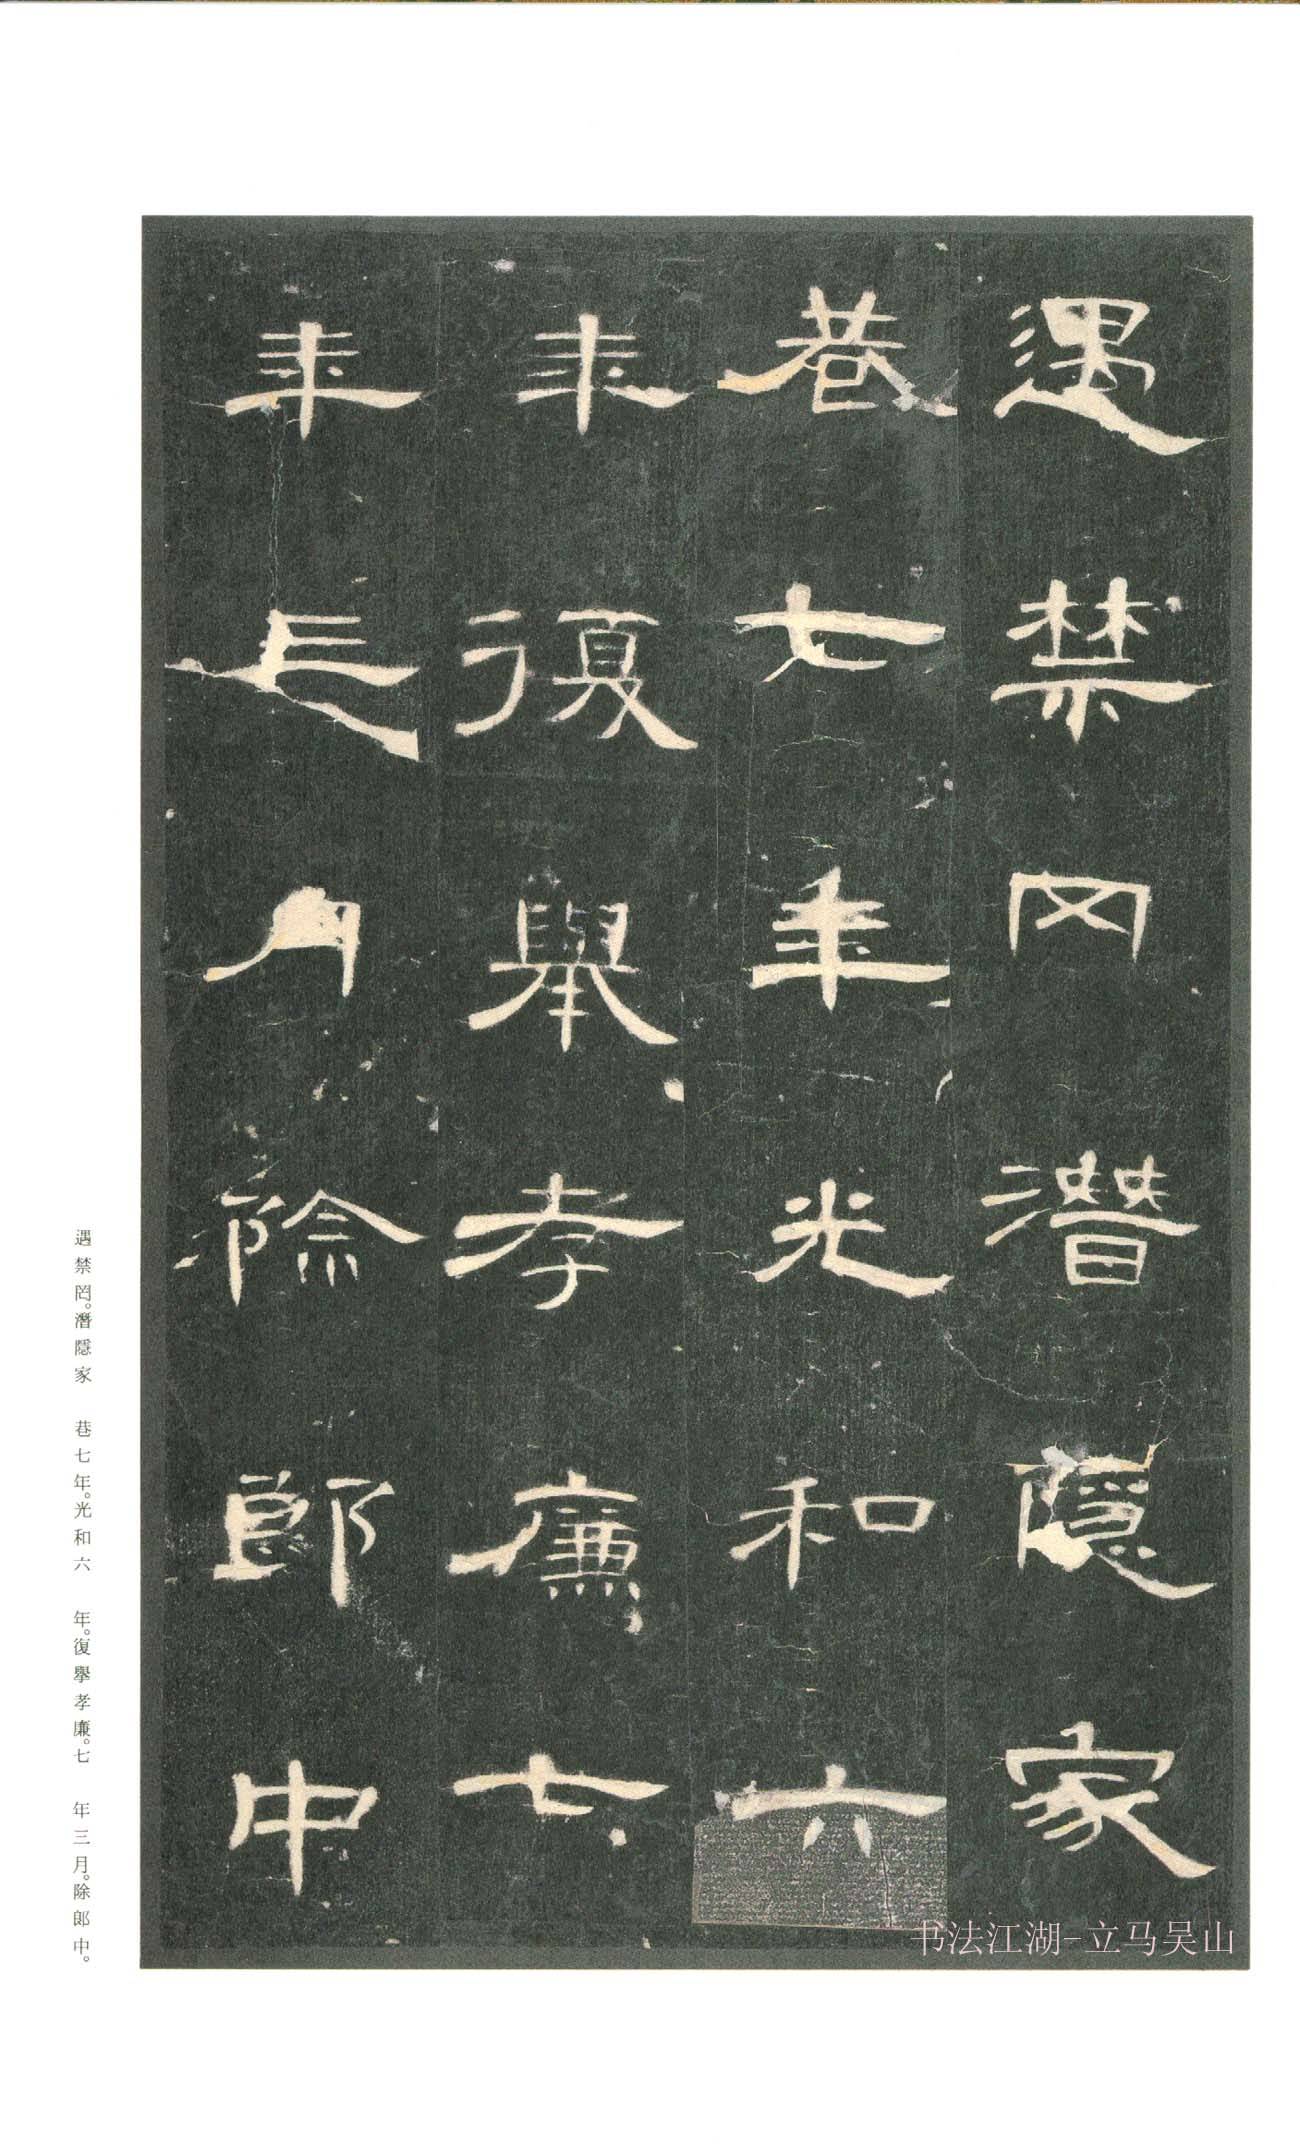 遇禁冈潛隱家
巷七年光和六
年復舉孝廉七
年三月除郎中
遇禁罔。潛隱家　巷七年。光和六　年。復舉孝廉。七　年三月。除郎中。
书法江湖-立马吴山